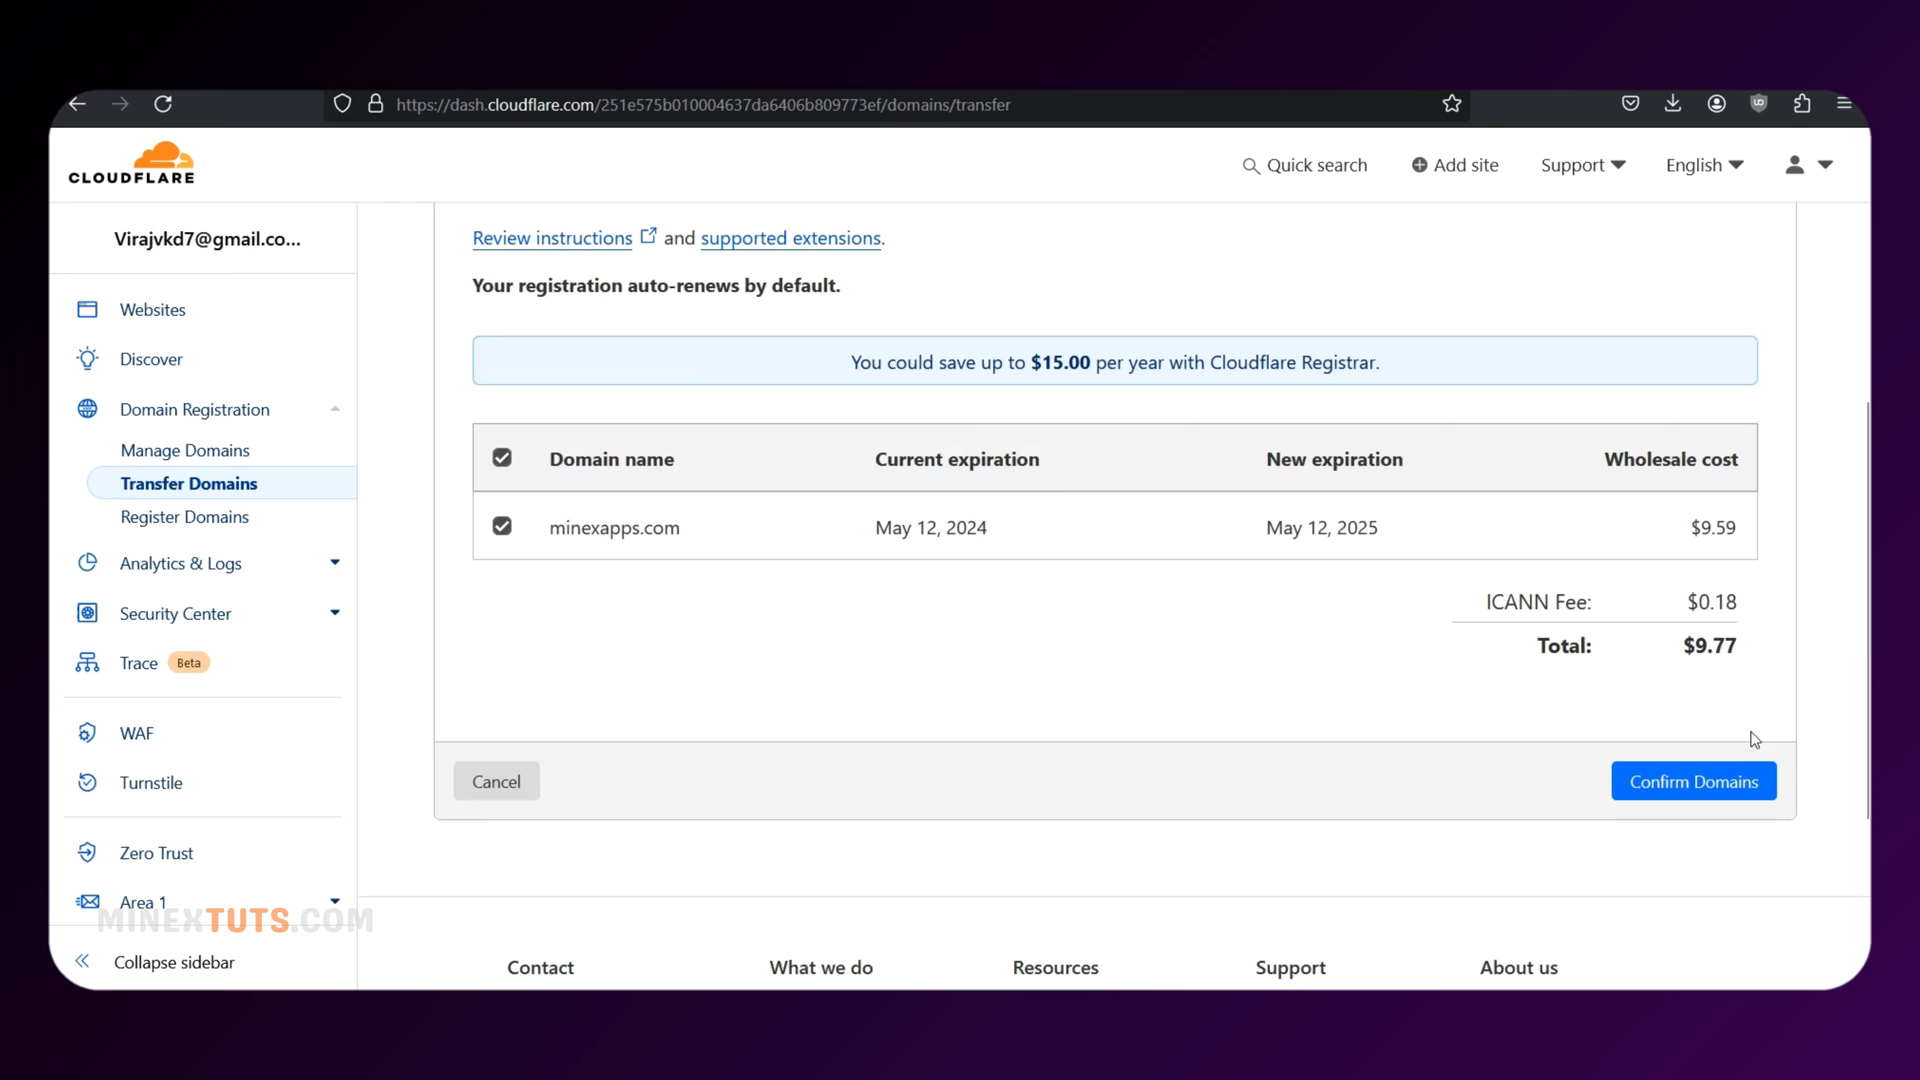 https://dash.cloudflare.com/251e575b010004637da6406b809773ef/domains/transfer
CLOUDFLARE
Quick search
Add site
Support
English
Virajvkd7@gmail.co...
Websites
Discover
Domain Registration
Manage Domains
Transfer Domains
Register Domains
Analytics & Logs
Security Center
Trace Beta
WAF
Turnstile
Zero Trust
Area 1
MINEXTUTS.COM
Collapse sidebar
Review instructions and supported extensions.
Your registration auto-renews by default.
You could save up to $15.00 per year with Cloudflare Registrar.
Domain name Current expiration New expiration Wholesale cost
minexapps.com May 12, 2024 May 12, 2025 $9.59
ICANN Fee: $0.18
Total: $9.77
Cancel
Confirm Domains
Contact What we do Resources Support About us